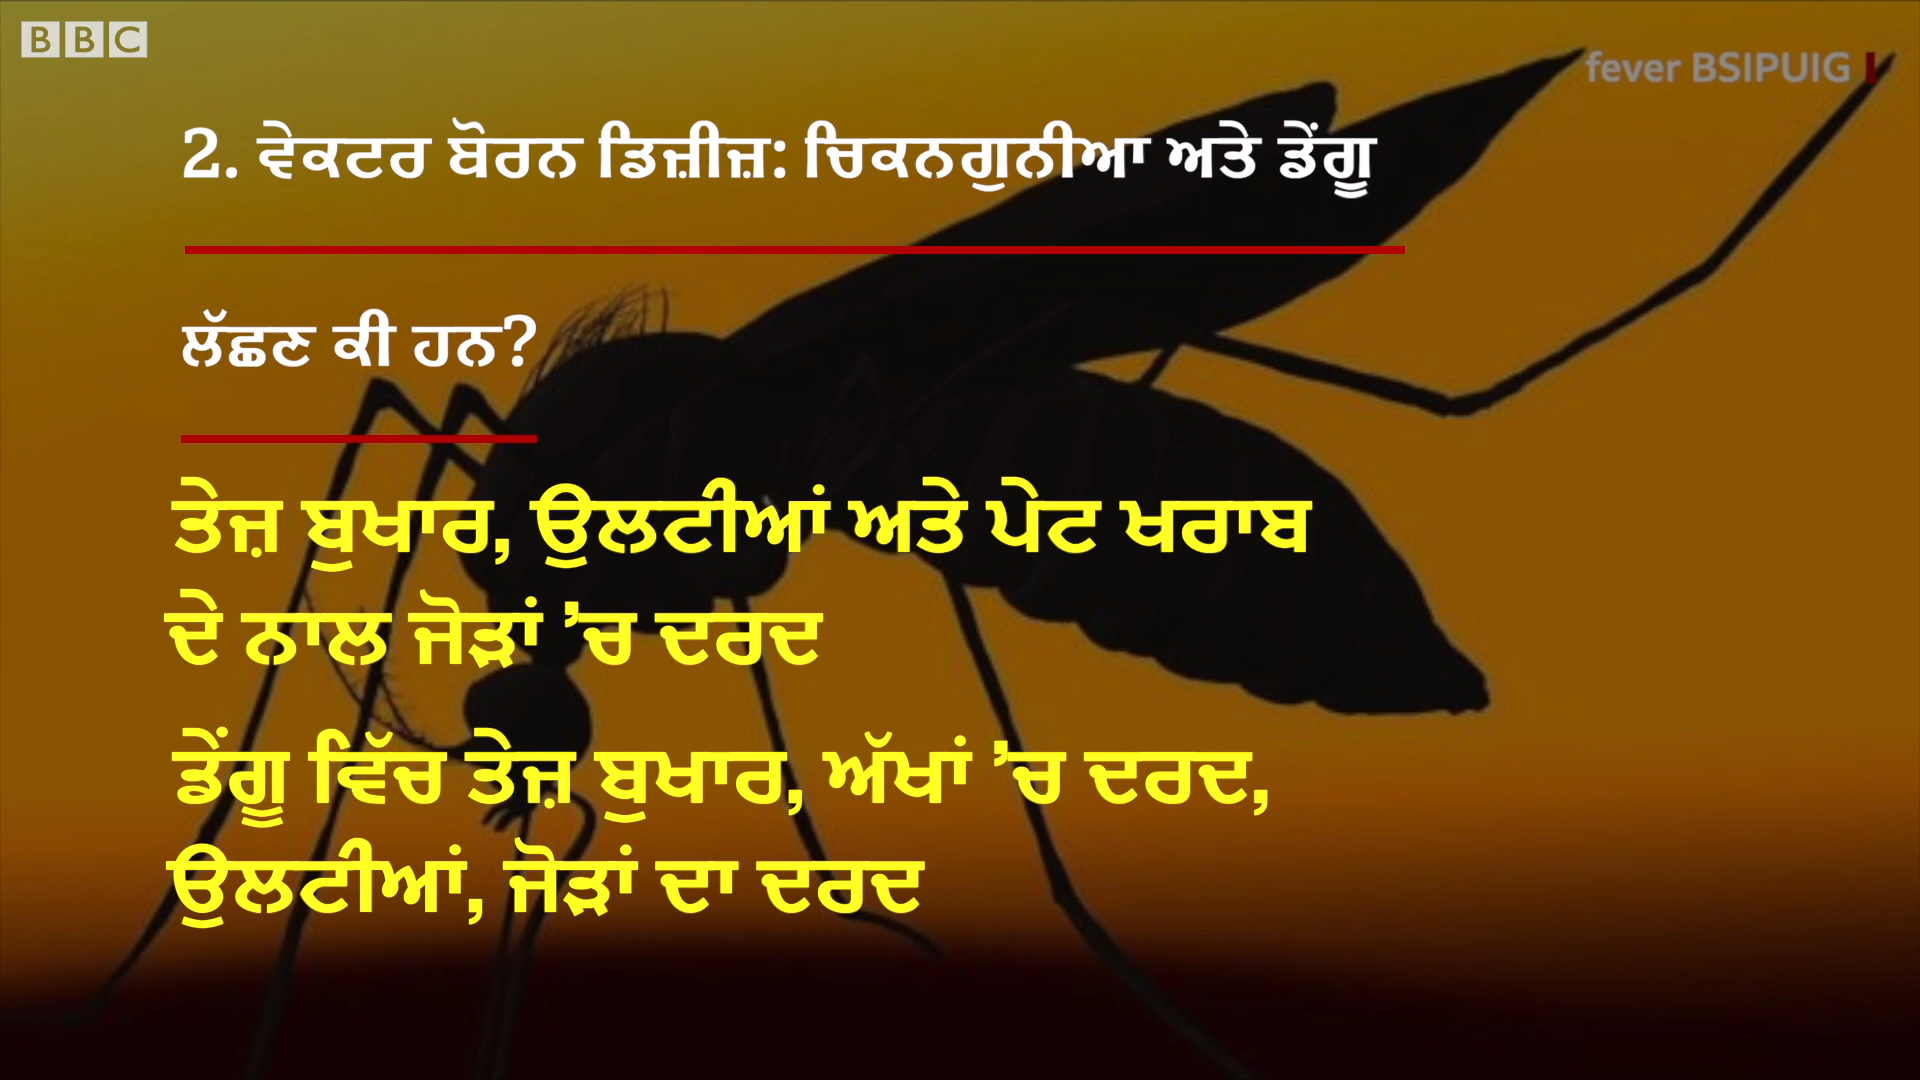 BBC
fever BSIPUIG
2. ਵੇਕਟਰ ਬੋਰਨ ਡਿਜ਼ੀਜ਼: ਚਿਕਨਗੁਨੀਆ ਅਤੇ ਡੇਂਗੂ
ਲੱਛਣ ਕੀ ਹਨ?
ਤੇਜ਼ ਬੁਖਾਰ, ਉਲਟੀਆਂ ਅਤੇ ਪੇਟ ਖਰਾਬ
ਦੇ ਨਾਲ ਜੋੜਾਂ ’ਚ ਦਰਦ
ਡੇਂਗੂ ਵਿੱਚ ਤੇਜ਼ ਬੁਖਾਰ, ਅੱਖਾਂ ’ਚ ਦਰਦ,
ਉਲਟੀਆਂ, ਜੋੜਾਂ ਦਾ ਦਰਦ